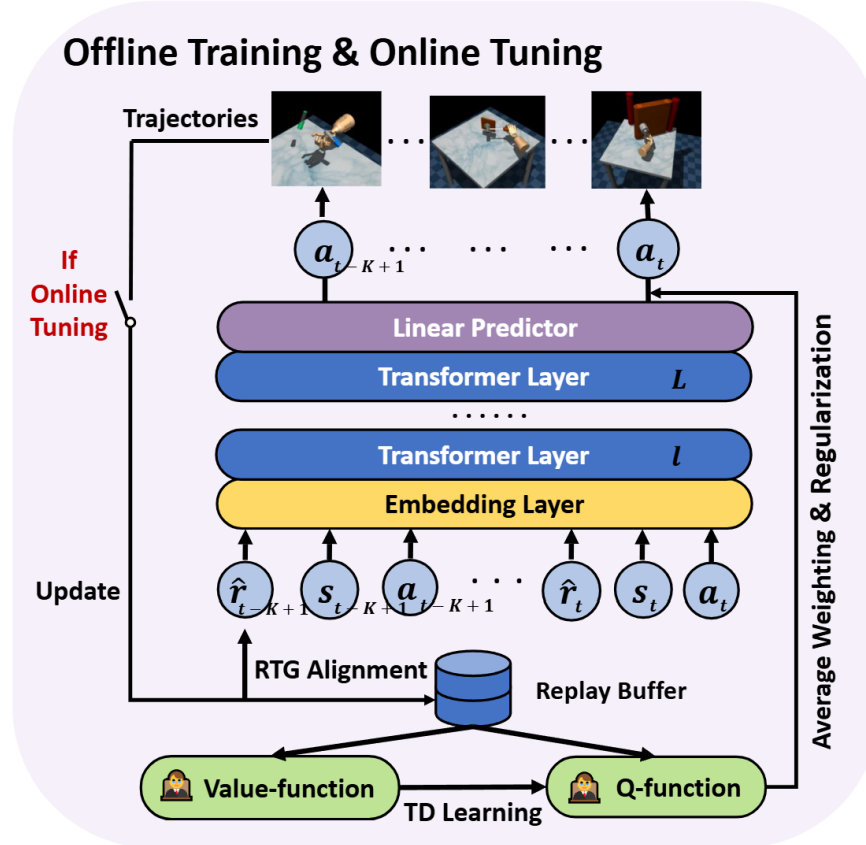 Offline Training & Online Tuning
Trajectories
. . . . . .
a_{t-K+1} . . . . . . . . . a_t
If
Online
Tuning
Linear Predictor
Transformer Layer L
......
Transformer Layer l
Embedding Layer
r̂_{t-K+1} s_{t-K+1} a_{t-K+1} . . . r̂_t s_t a_t
Update
RTG Alignment
Replay Buffer
Value-function
TD Learning
Q-function
Average Weighting & Regularization